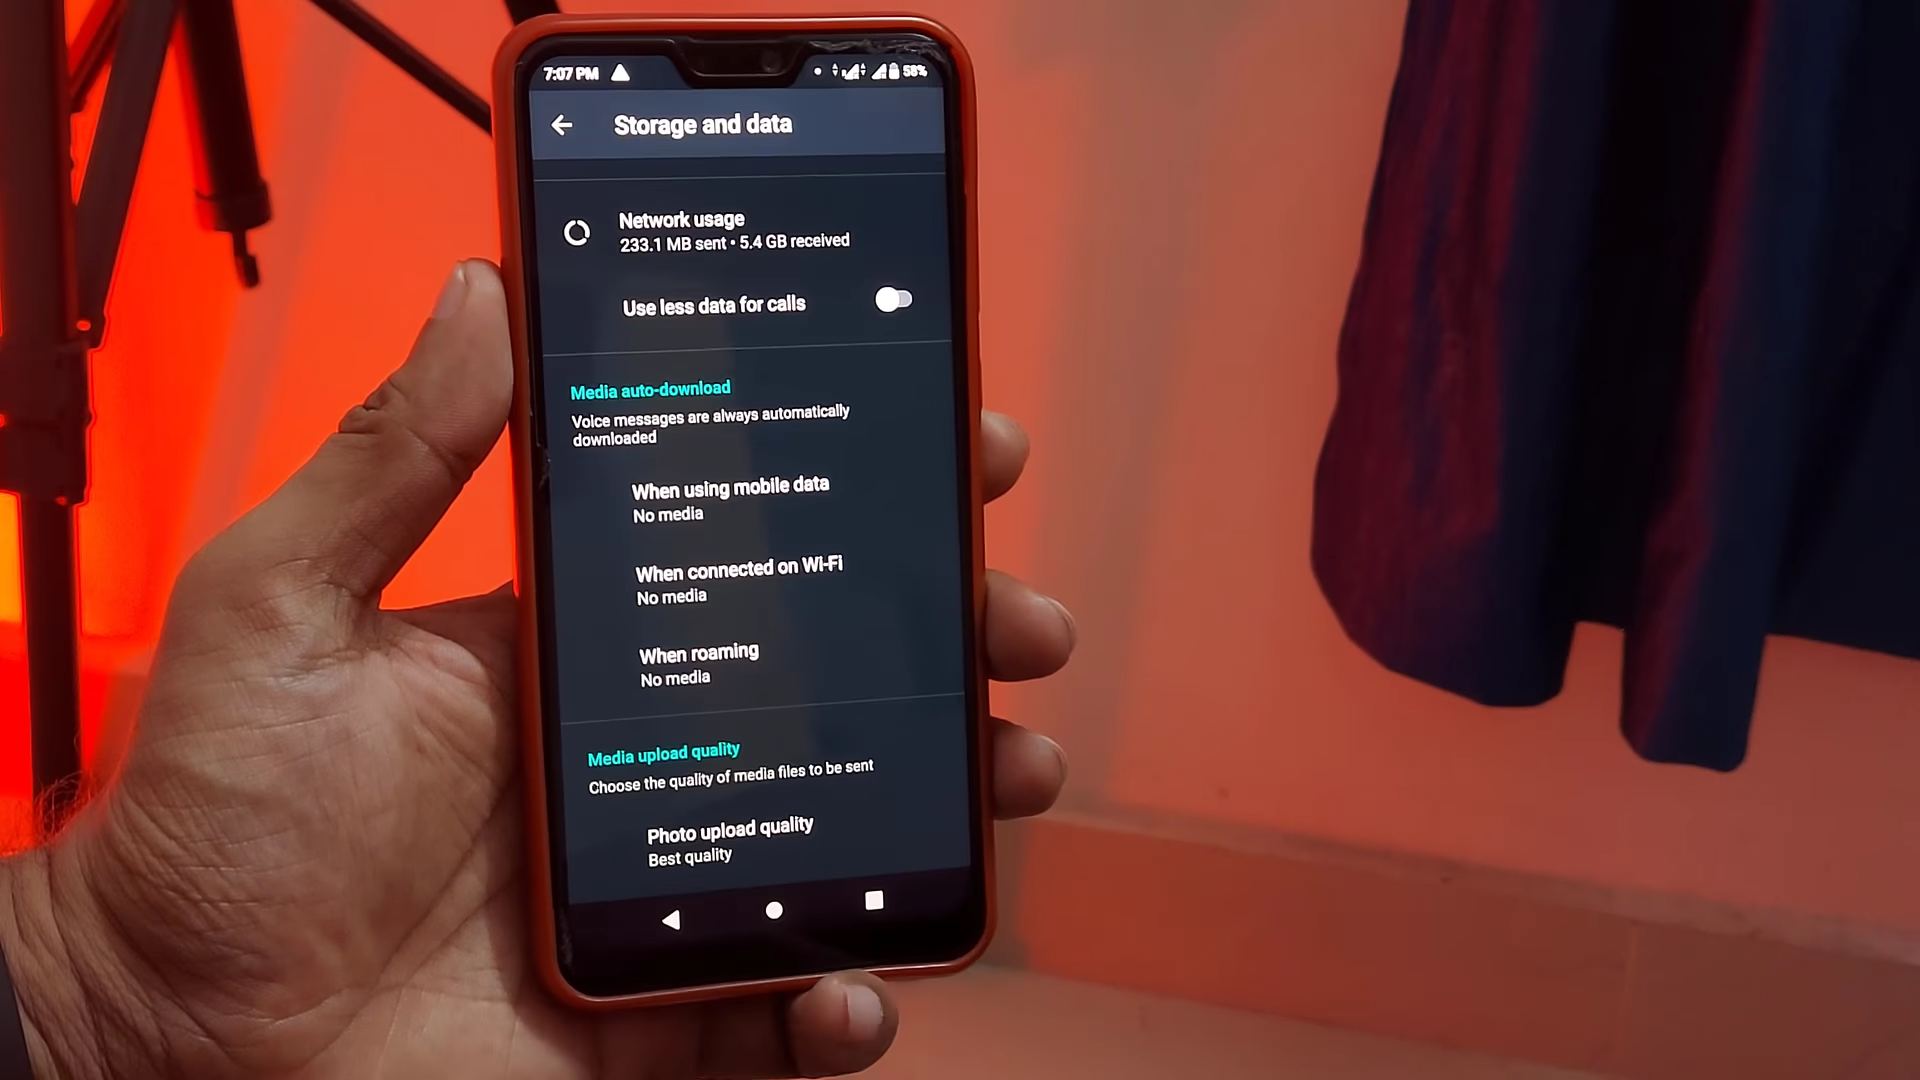 7:07 PM 58%
Storage and data
Network usage
233.1 MB sent • 5.4 GB received
Use less data for calls
Media auto-download
Voice messages are always automatically
downloaded
When using mobile data
No media
When connected on Wi-Fi
No media
When roaming
No media
Media upload quality
Choose the quality of media files to be sent
Photo upload quality
Best quality